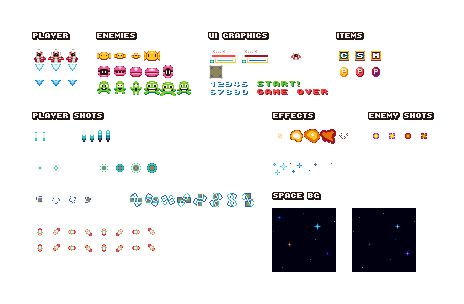 PLAYER
ENEMIES
UI GRAPHICS
ITEMS
G S
P P P
12345 START!
67890 GAME OVER
PLAYER SHOTS
EFFECTS
ENEMY SHOTS
SPACE BG